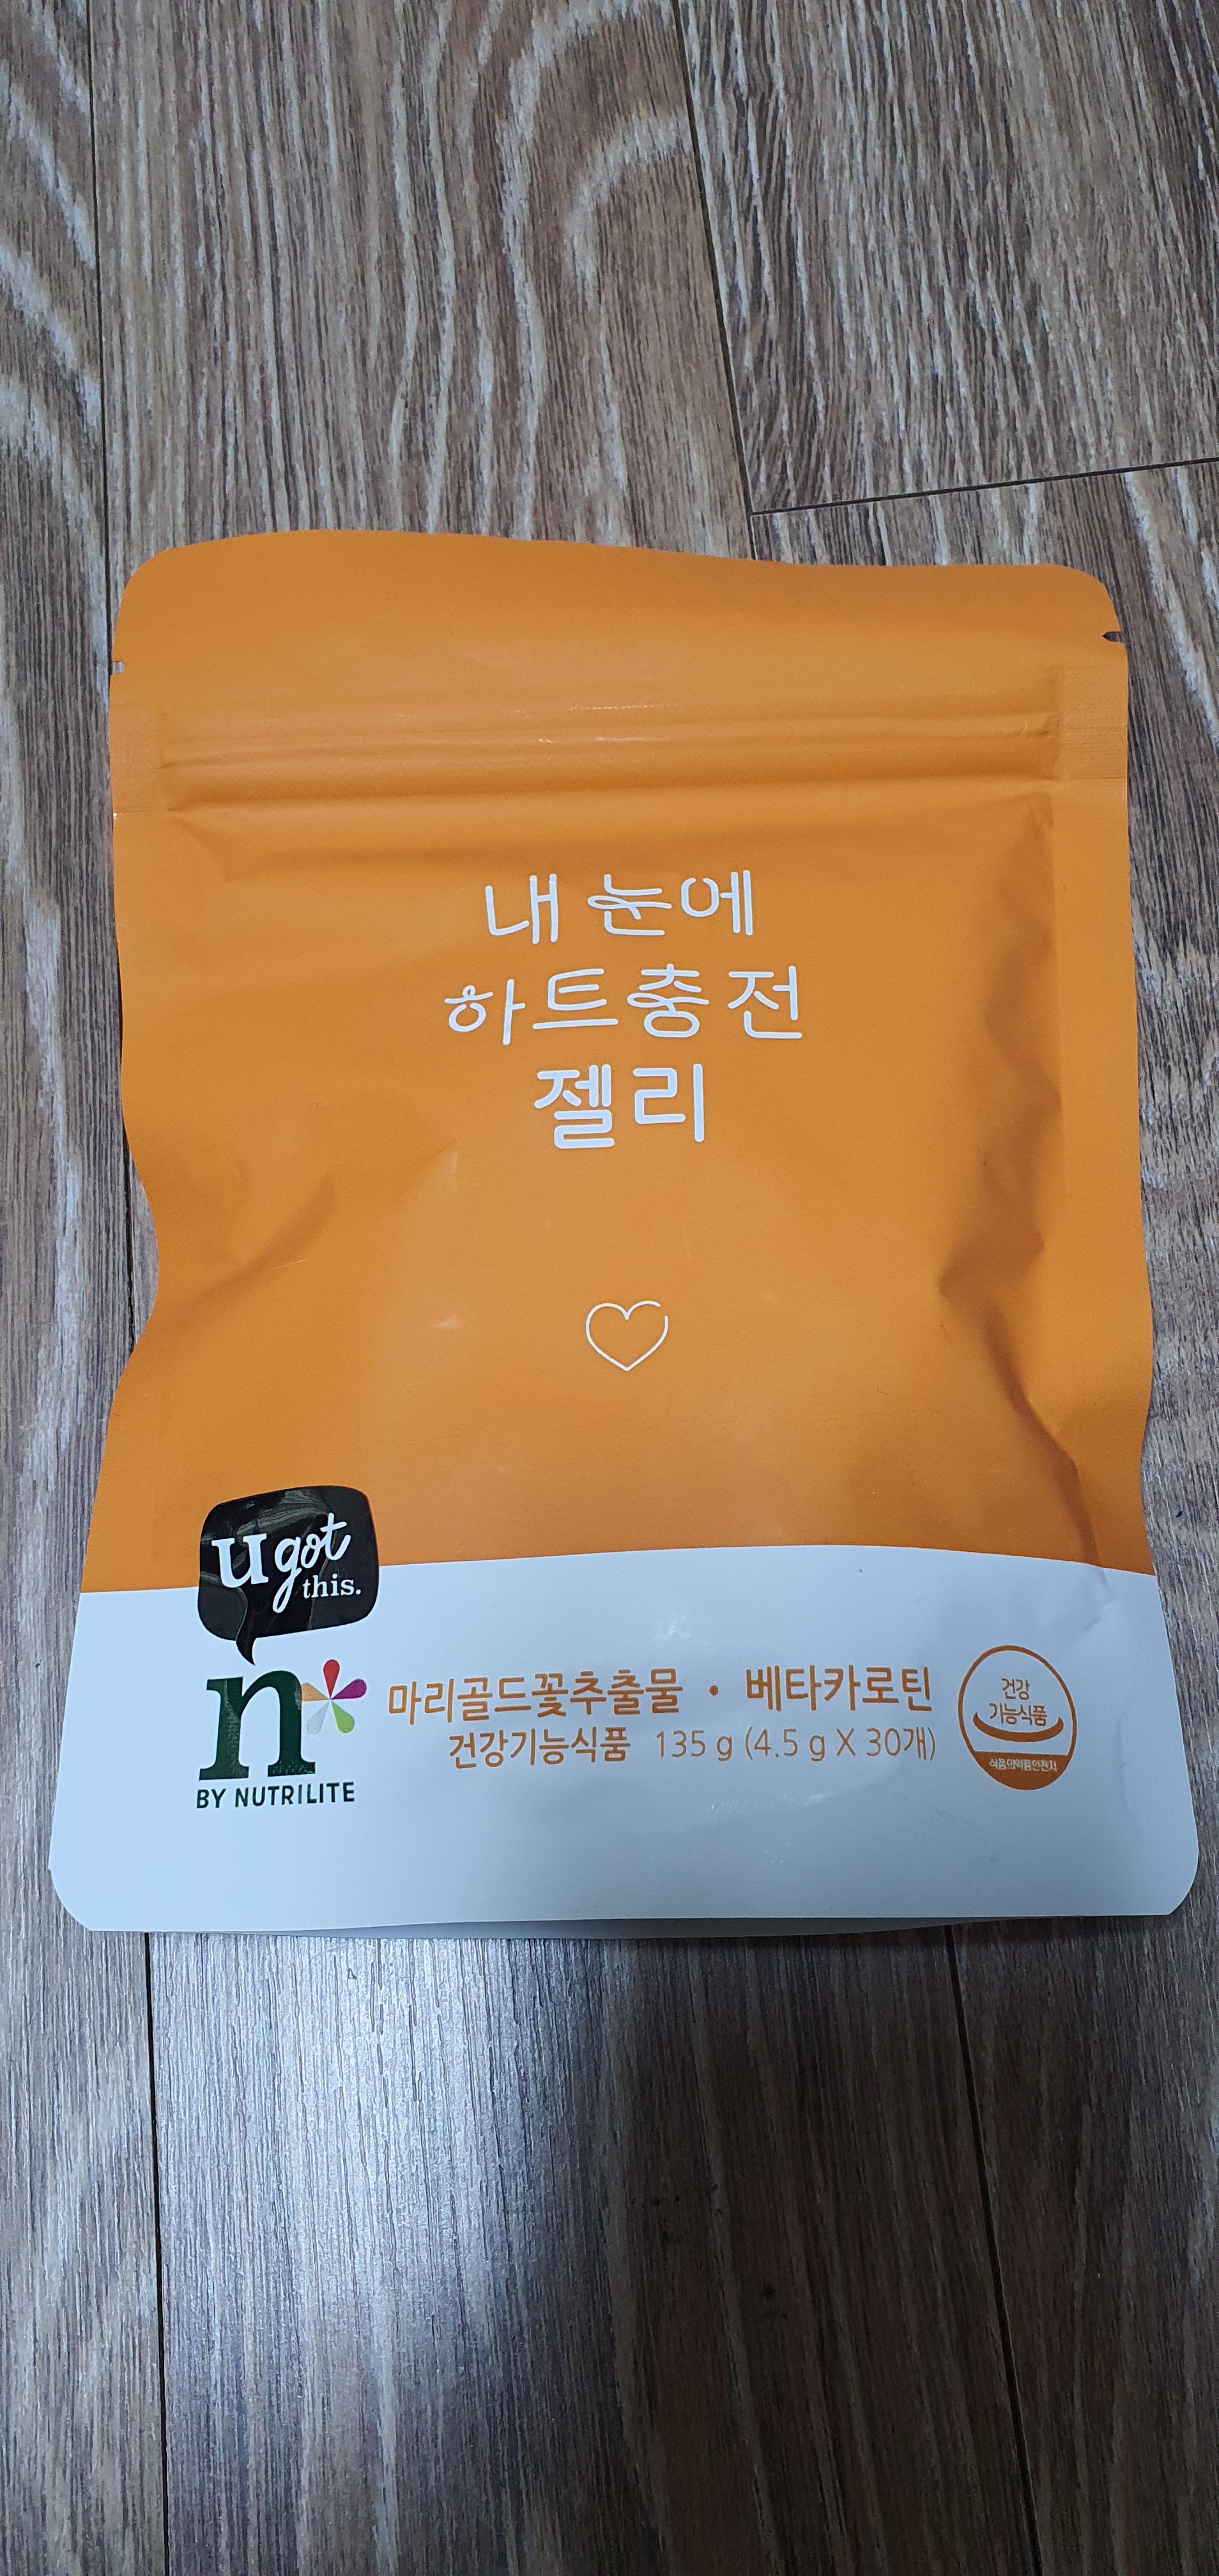 내 눈에
하트충전
젤리
u got
this.
n
BY NUTRILITE
마리골드꽃추출물 • 베타카로틴
건강기능식품 135 g (4.5 g X 30개)
건강
기능식품
식품의약품안전처